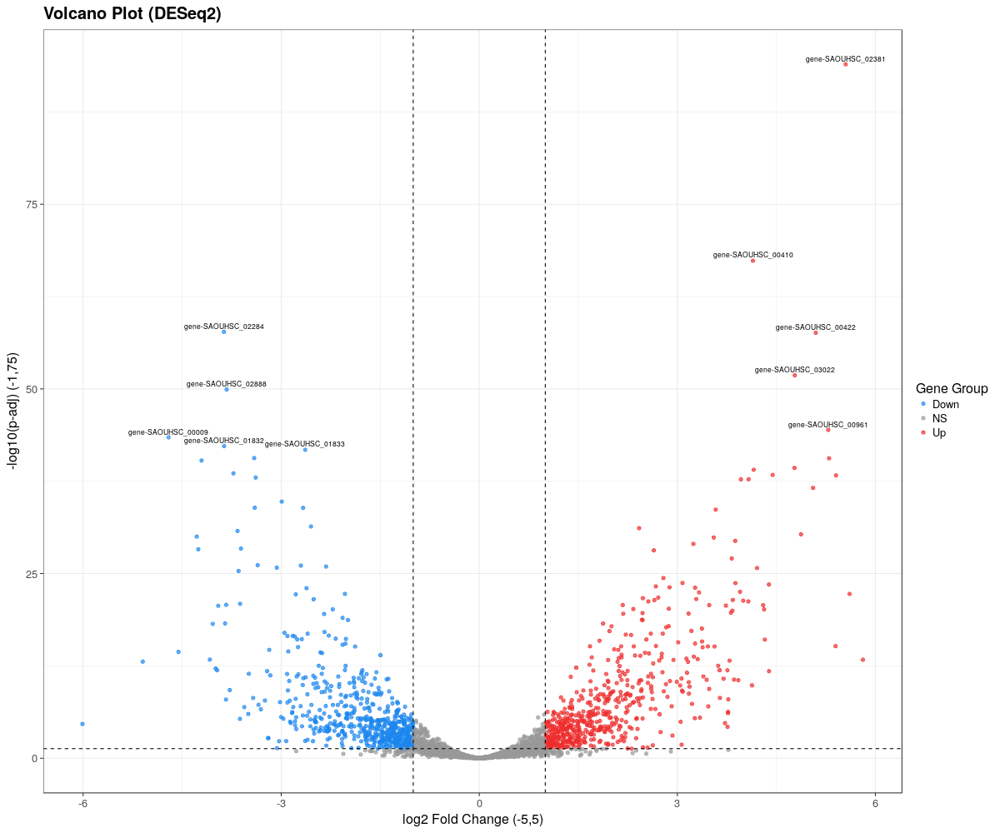 Volcano Plot (DESeq2)
gene-SAOUHSC_02381
75
gene-SAOUHSC_00410
gene-SAOUHSC_02284
gene-SAOUHSC_00422
gene-SAOUHSC_03022
gene-SAOUHSC_02888
50
gene-SAOUHSC_00961
gene-SAOUHSC_00009
gene-SAOUHSC_01832
gene-SAOUHSC_01833
25
0
-log10(p-adj) (-1,75)
-6
-3
0
3
6
log2 Fold Change (-5,5)
Gene Group
Down
NS
Up